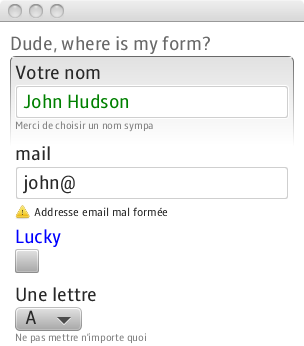 Dude, where is my form?
Votre nom
John Hudson
Merci de choisir un nom sympa
mail
john@
Addresse email mal formée
Lucky
Une lettre
A
Ne pas mettre n'importe quoi